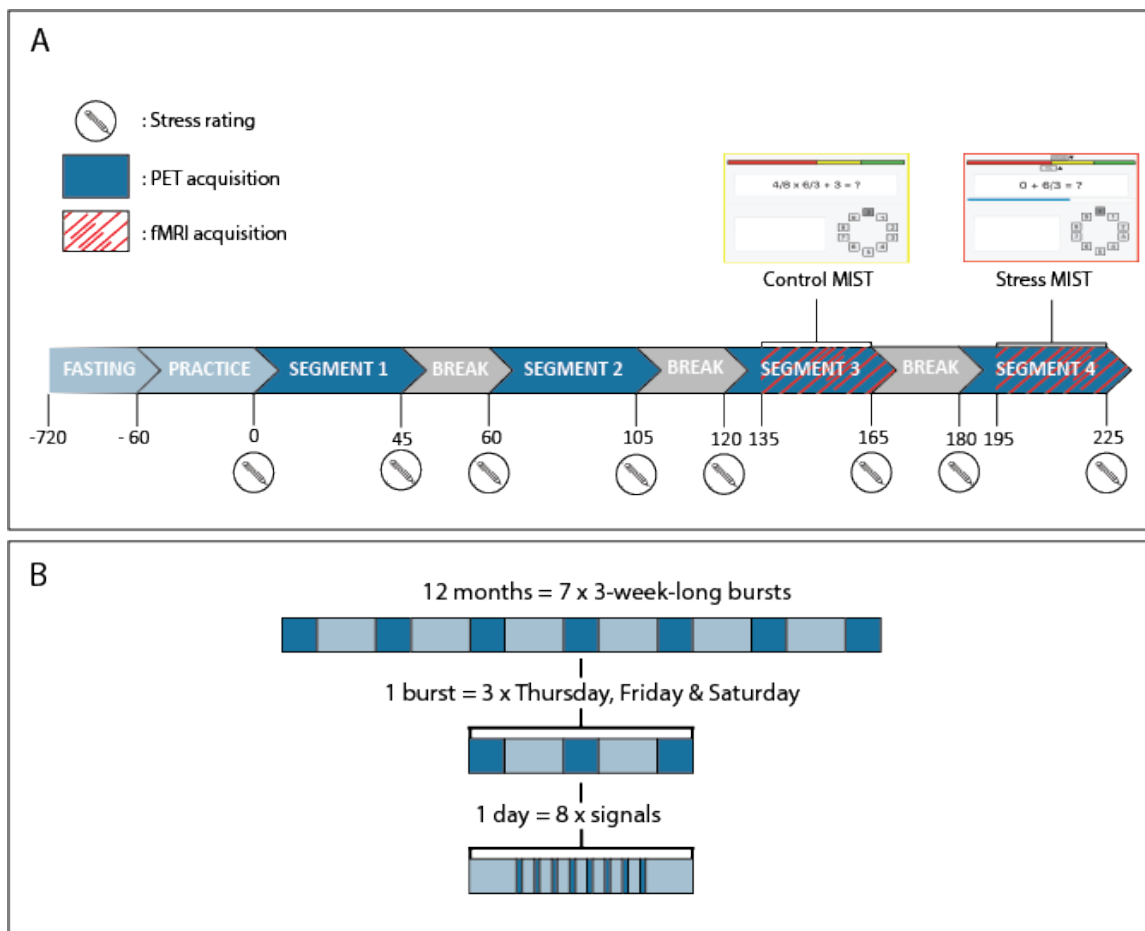 A
: Stress rating
: PET acquisition
: fMRI acquisition
4/8 x 6/3 + 3 = ?
0 + 6/3 = ?
Control MIST
Stress MIST
FASTING PRACTICE SEGMENT 1 BREAK SEGMENT 2 BREAK SEGMENT 3 BREAK SEGMENT 4
-720 - 60 0 45 60 105 120 135 165 180 195 225
B
12 months = 7 x 3-week-long bursts
1 burst = 3 x Thursday, Friday & Saturday
1 day = 8 x signals